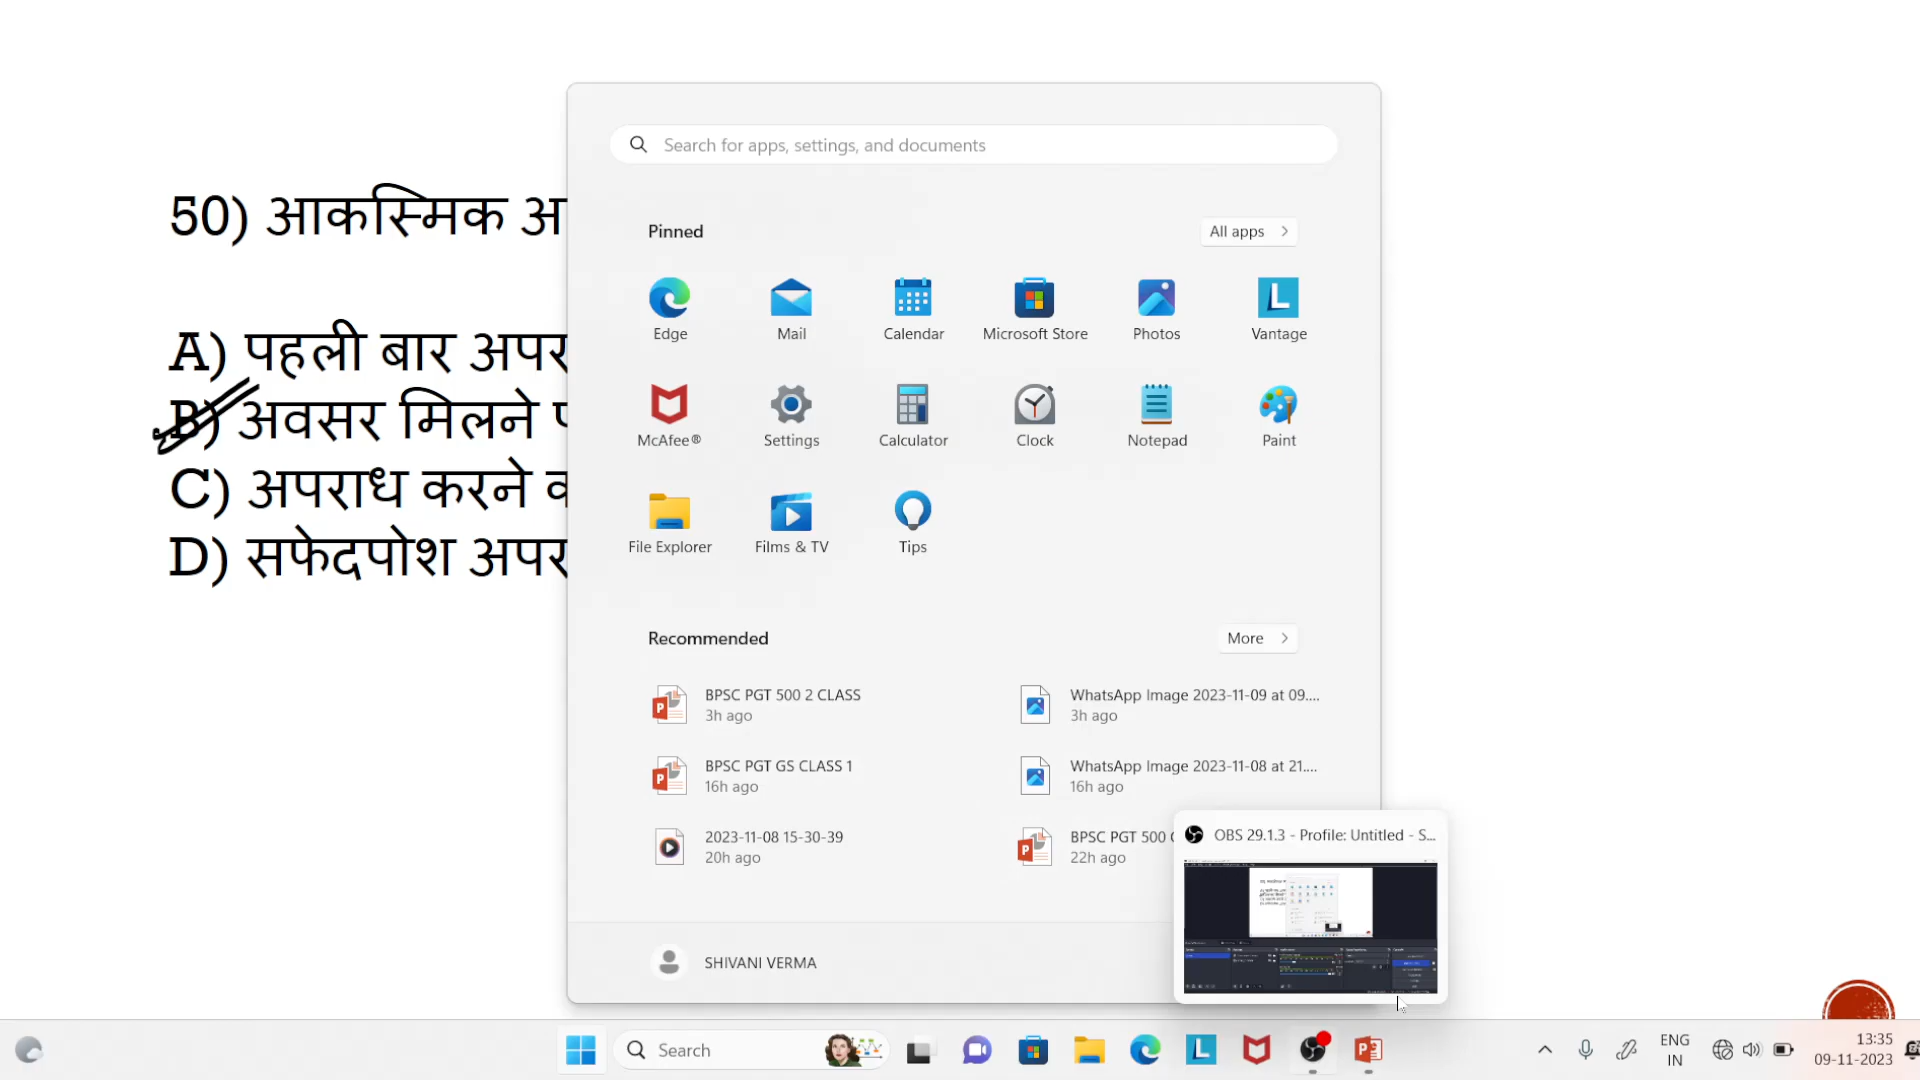 50) आकस्मिक अ
A) पहली बार अपर
B) अवसर मिलने प
C) अपराध करने व
D) सफेदपोश अपर
Search for apps, settings, and documents
Pinned
All apps
Edge
Mail
Calendar
Microsoft Store
Photos
Vantage
McAfee®
Settings
Calculator
Clock
Notepad
Paint
File Explorer
Films & TV
Tips
Recommended
More
BPSC PGT 500 2 CLASS
3h ago
WhatsApp Image 2023-11-09 at 09....
3h ago
BPSC PGT GS CLASS 1
16h ago
WhatsApp Image 2023-11-08 at 21....
16h ago
2023-11-08 15-30-39
20h ago
BPSC PGT 500
22h ago
OBS 29.1.3 - Profile: Untitled - S...
SHIVANI VERMA
Search
ENG
IN
13:35
09-11-2023